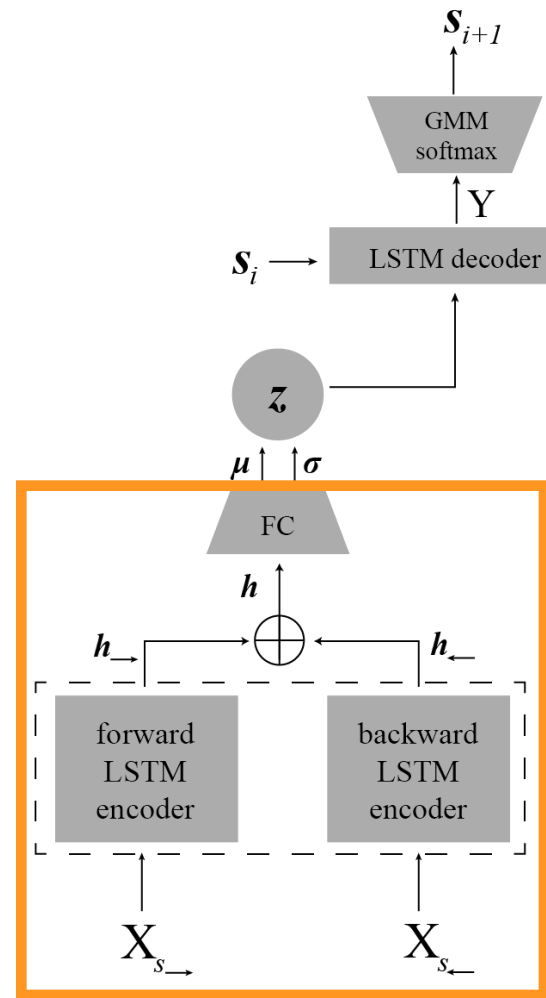 s_{i+1}
GMM
softmax
Y
s_i
LSTM decoder
z
μ σ
FC
h
h→ h←
forward
LSTM
encoder
backward
LSTM
encoder
X_{s→} X_{s←}